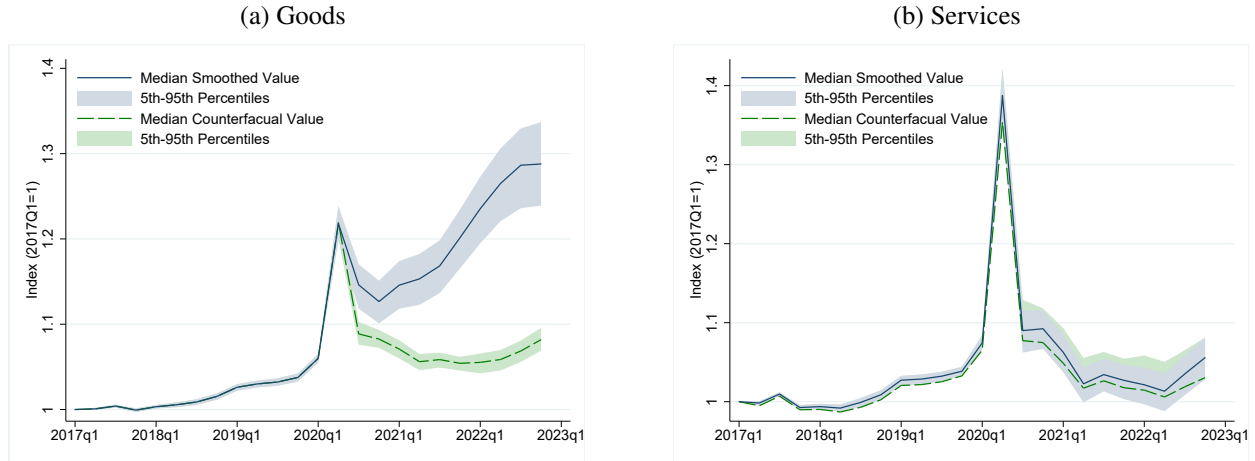 (a) Goods
Index (2017Q1=1)
1.4
1.3
1.2
1.1
1
Median Smoothed Value
5th-95th Percentiles
Median Counterfacual Value
5th-95th Percentiles
2017q1 2018q1 2019q1 2020q1 2021q1 2022q1 2023q1
(b) Services
Index (2017Q1=1)
1.4
1.3
1.2
1.1
1
Median Smoothed Value
5th-95th Percentiles
Median Counterfacual Value
5th-95th Percentiles
2017q1 2018q1 2019q1 2020q1 2021q1 2022q1 2023q1